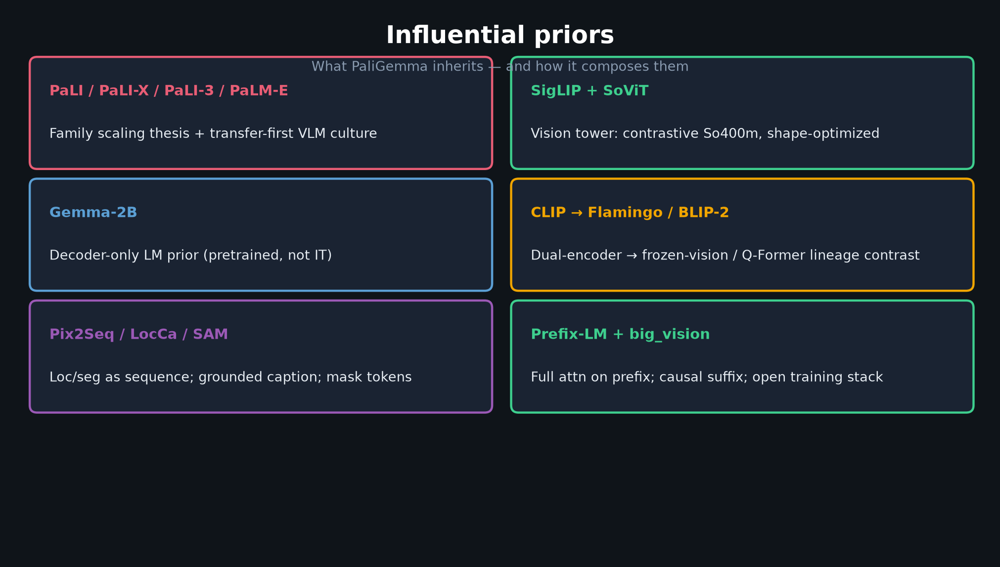 Influential priors
What PaliGemma inherits — and how it composes them
PaLI / PaLI-X / PaLI-3 / PaLM-E
Family scaling thesis + transfer-first VLM culture
SigLIP + SoViT
Vision tower: contrastive So400m, shape-optimized
Gemma-2B
Decoder-only LM prior (pretrained, not IT)
CLIP → Flamingo / BLIP-2
Dual-encoder → frozen-vision / Q-Former lineage contrast
Pix2Seq / LocCa / SAM
Loc/seg as sequence; grounded caption; mask tokens
Prefix-LM + big_vision
Full attn on prefix; causal suffix; open training stack